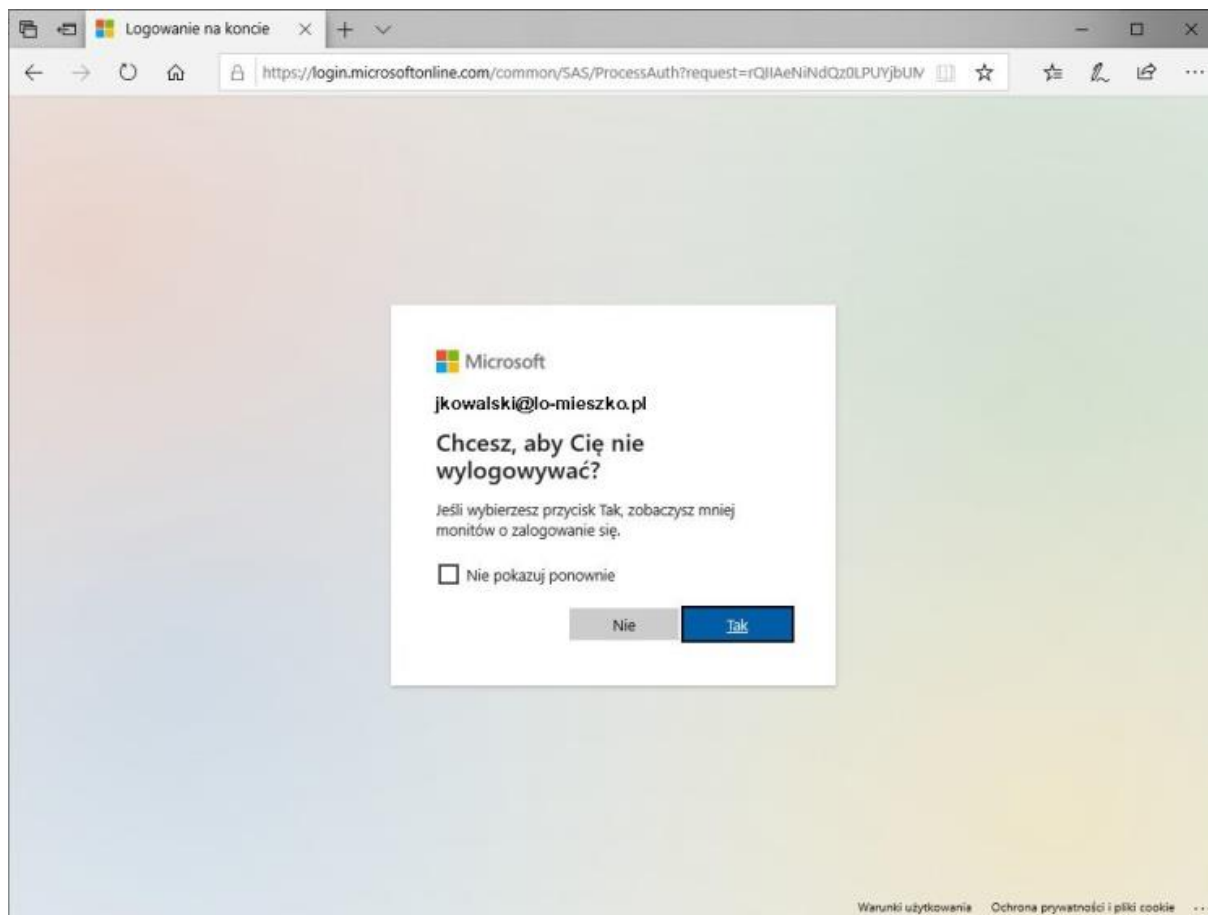 Logowanie na koncie
https://login.microsoftonline.com/common/SAS/ProcessAuth?request=
Microsoft
jkowalski@lo-mieszko.pl
Chcesz, aby Cię nie
wylogowywać?
Jeśli wybierzesz przycisk Tak, zobaczysz mniej
monitów o zalogowanie się.
Nie pokazuj ponownie
Nie Tak
Warunki użytkowania Ochrona prywatności i pliki cookie ...